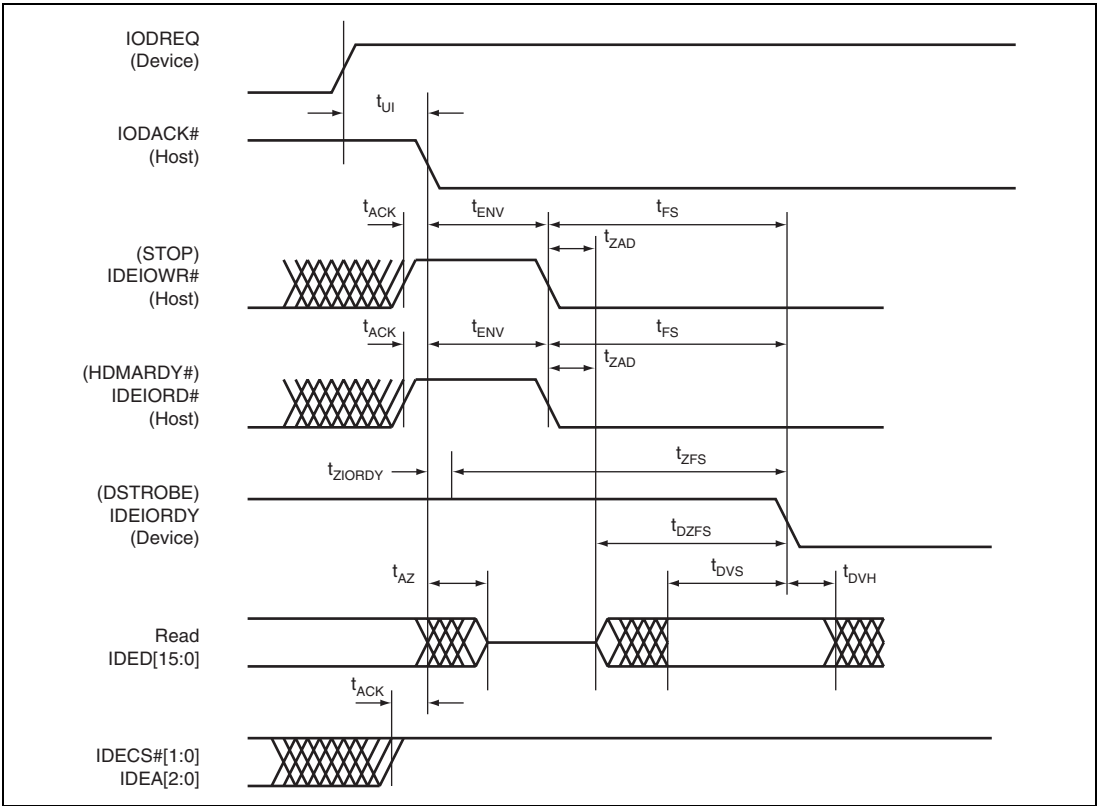 IODREQ
(Device)
tUI
IODACK#
(Host)
tACK tENV tFS
tZAD
(STOP)
IDEIOWR#
(Host)
tACK tENV tFS
tZAD
(HDMARDY#)
IDEIORD#
(Host)
tZIORDY tZFS
(DSTROBE)
IDEIORDY
(Device)
tDZFS
tAZ tDVS tDVH
Read
IDED[15:0]
tACK
IDECS#[1:0]
IDEA[2:0]